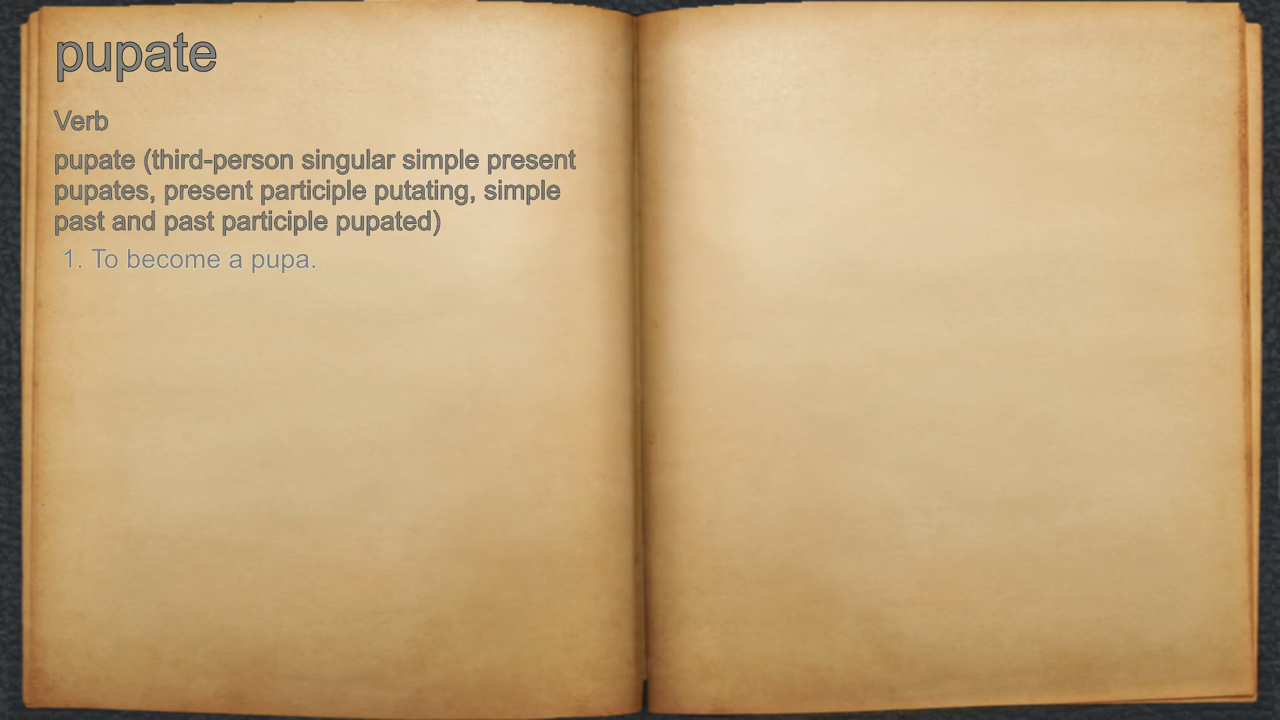 pupate
Verb
pupate (third-person singular simple present
pupates, present participle putating, simple
past and past participle pupated)
1. To become a pupa.